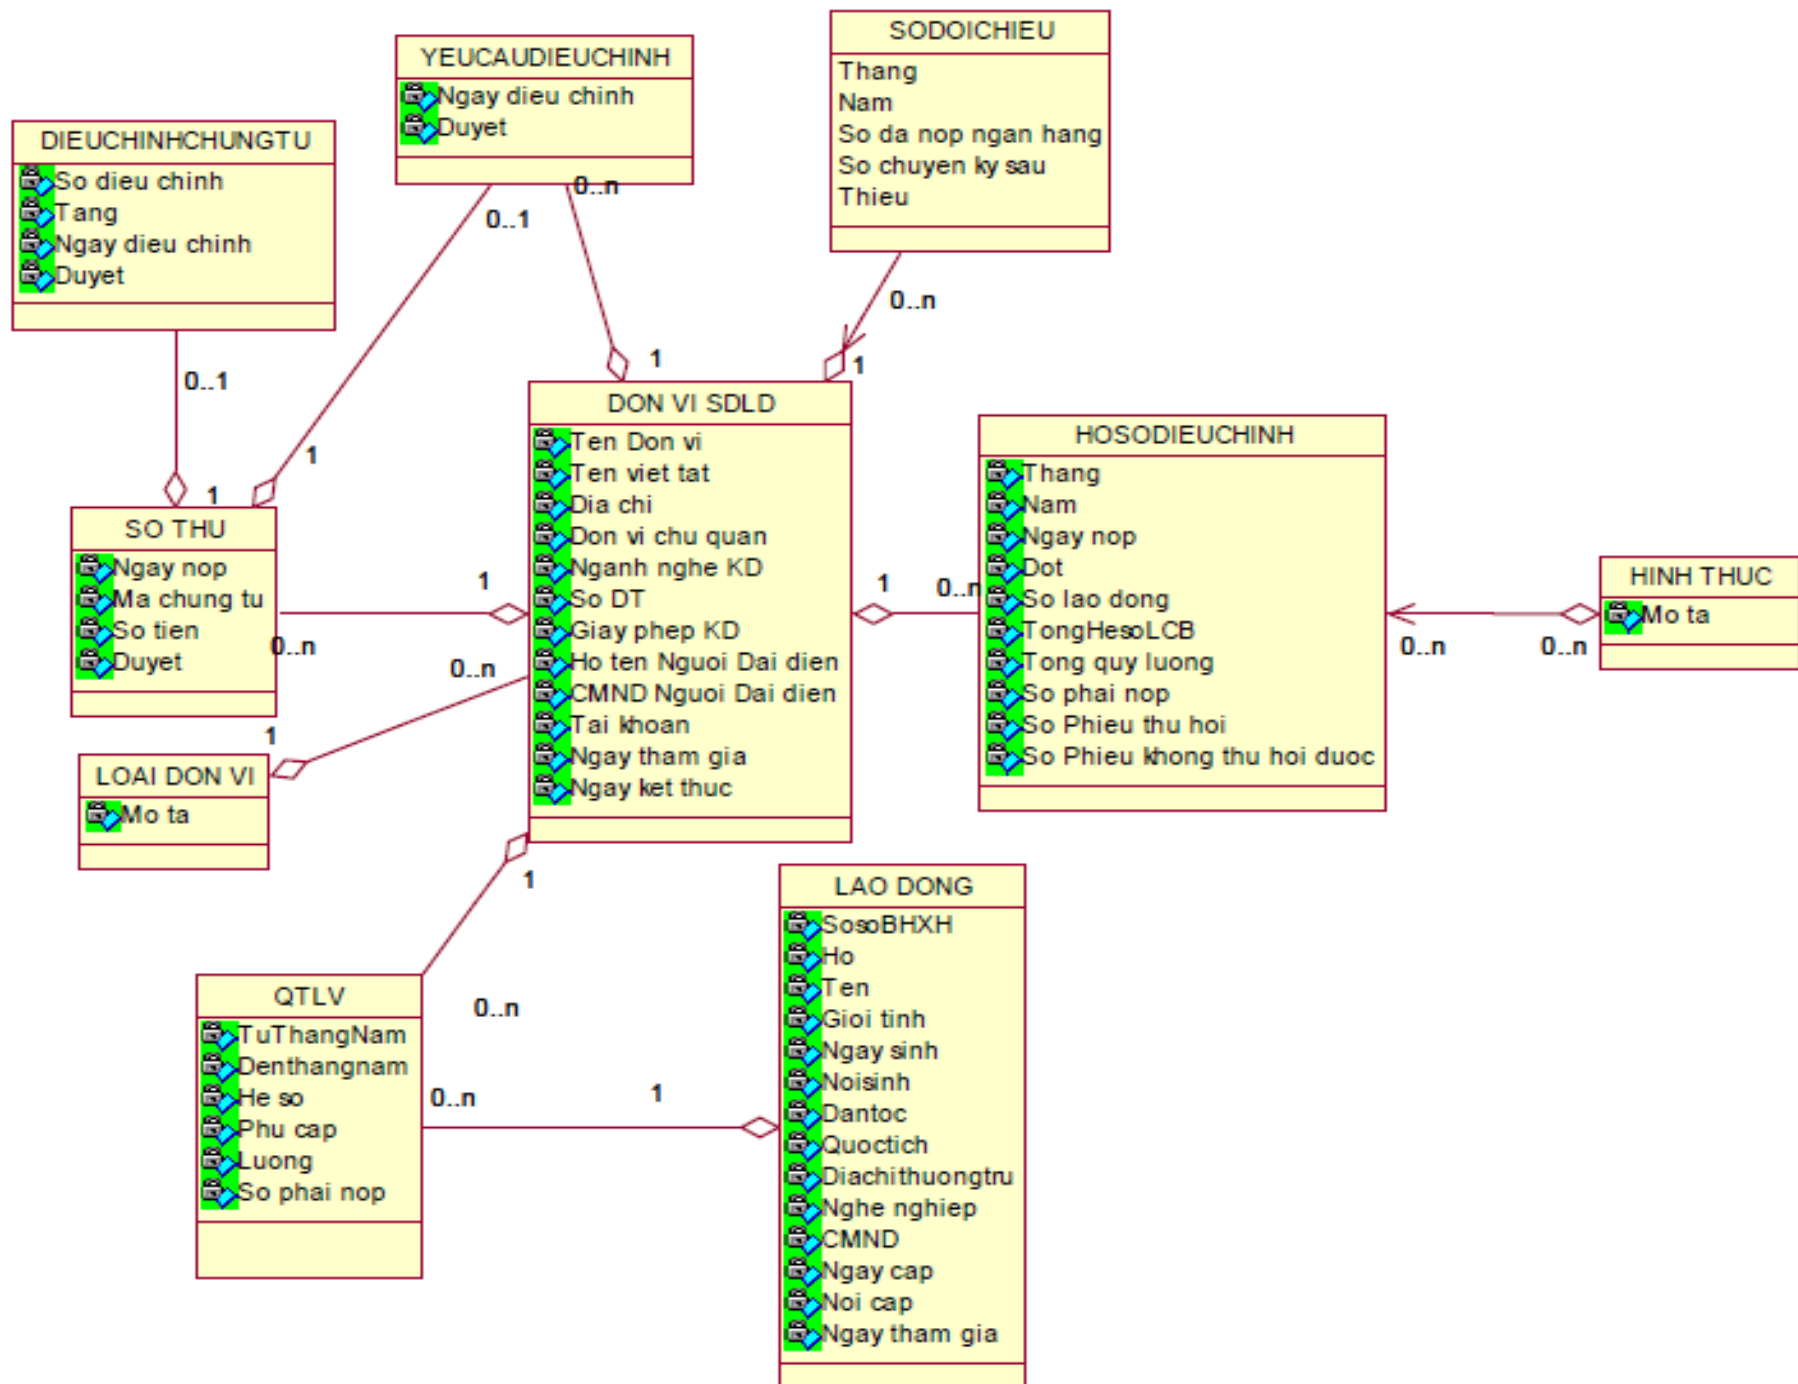 SODOICHIEU
Thang
Nam
So da nop ngan hang
So chuyen ky sau
Thieu
YEUCAUDIEUCHINH
Ngay dieu chinh
Duyet
DIEUCHINHCHUNGTU
So dieu chinh
Tang
Ngay dieu chinh
Duyet
0..n
0..1
0..n
1
1
0..1
1
1
DON VI SDLD
Ten Don vi
Ten viet tat
Dia chi
Don vi chu quan
Nganh nghe KD
So DT
Giay phep KD
Ho ten Nguoi Dai dien
CMND Nguoi Dai dien
Tai khoan
Ngay tham gia
Ngay ket thuc
HOSODIEUCHINH
Thang
Nam
Ngay nop
Dot
So lao dong
TongHesoLCB
Tong quy luong
So phai nop
So Phieu thu hoi
So Phieu khong thu hoi duoc
HINH THUC
Mo ta
SO THU
Ngay nop
Ma chung tu
So tien
Duyet
1
0..n
1
0..n
0..n
0..n
0..n
1
LOAI DON VI
Mo ta
1
0..n
QTLV
TuThangNam
Denthangnam
He so
Phu cap
Luong
So phai nop
0..n
1
LAO DONG
SosoBHXH
Ho
Ten
Gioi tinh
Ngay sinh
Noisinh
Dantoc
Quoctich
Diachithuongtru
Nghe nghiep
CMND
Ngay cap
Noi cap
Ngay tham gia